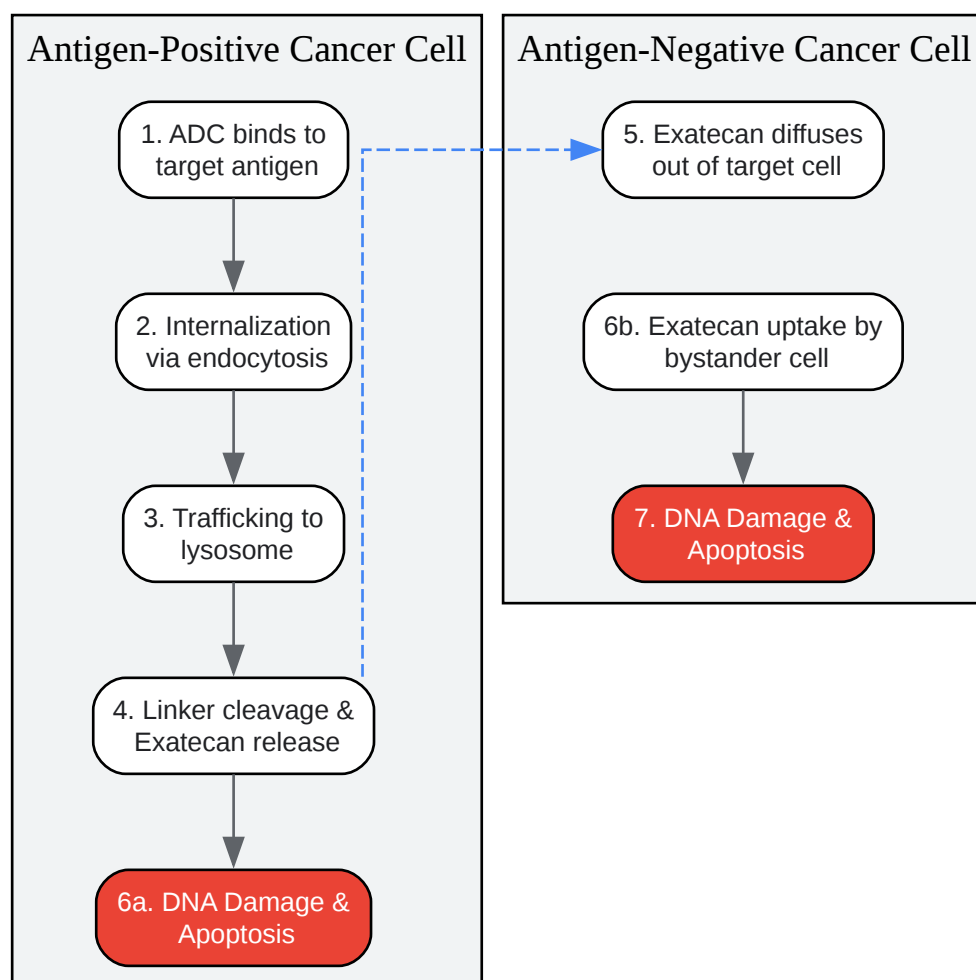 Antigen-Positive Cancer Cell
1. ADC binds to
target antigen
2. Internalization
via endocytosis
3. Trafficking to
lysosome
4. Linker cleavage &
Exatecan release
6a. DNA Damage &
Apoptosis
Antigen-Negative Cancer Cell
5. Exatecan diffuses
out of target cell
6b. Exatecan uptake by
bystander cell
7. DNA Damage &
Apoptosis